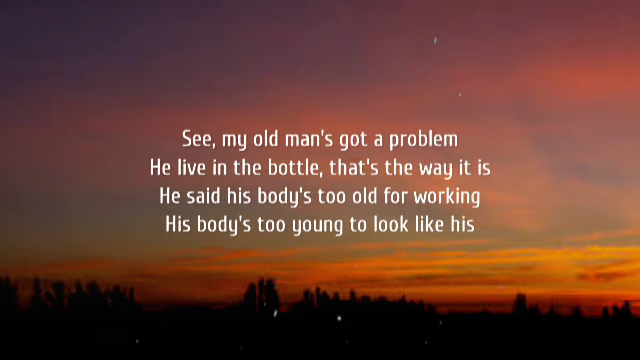 See, my old man's got a problem
He live in the bottle, that's the way it is
He said his body's too old for working
His body's too young to look like his